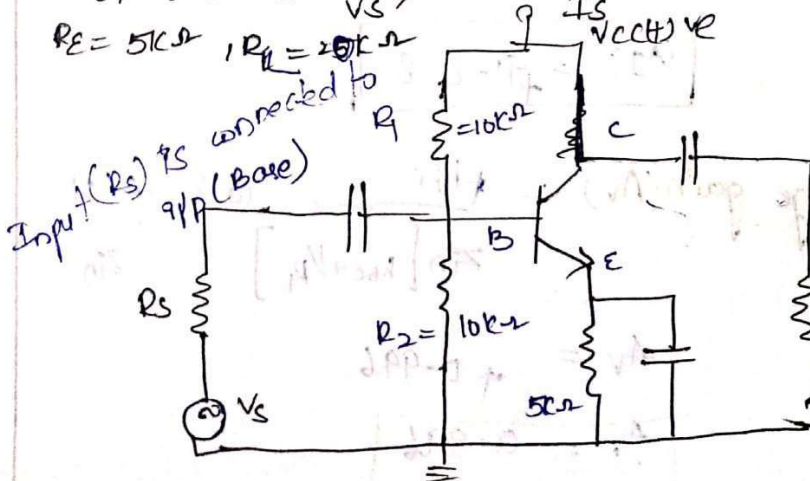 Vs
RE = 5KΩ , RL = 20KΩ
+5
VCC(+) ve
Input (Rs) is connected to
i/p (Base)
R1
=10KΩ
C
B
E
Rs
R2 = 10KΩ
5KΩ
Vs